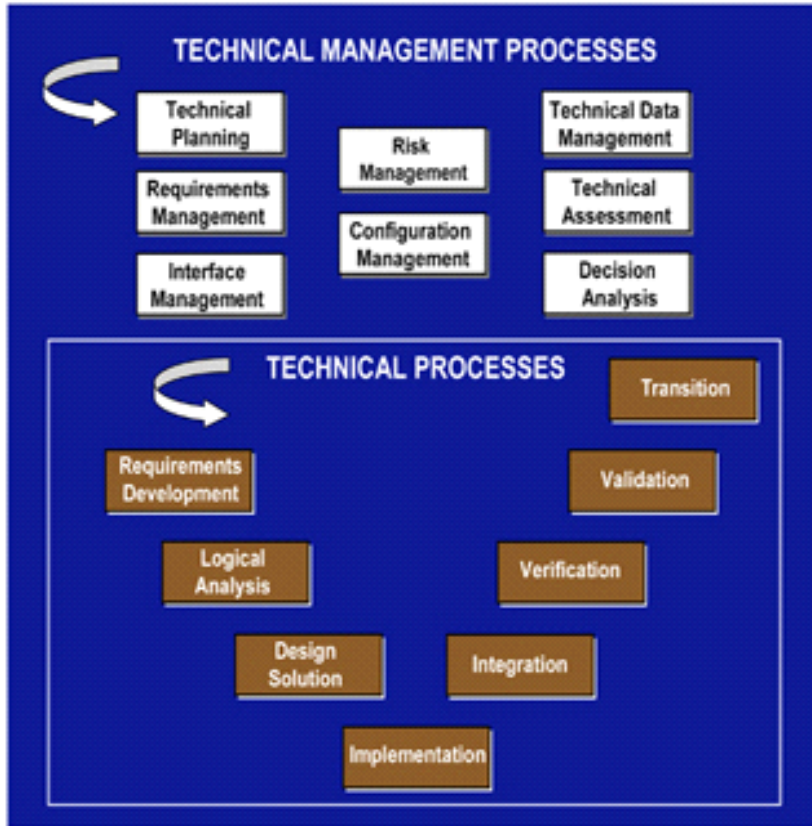 TECHNICAL MANAGEMENT PROCESSES
Technical
Planning
Requirements
Management
Interface
Management
Risk
Management
Configuration
Management
Technical Data
Management
Technical
Assessment
Decision
Analysis
TECHNICAL PROCESSES
Requirements
Development
Logical
Analysis
Design
Solution
Implementation
Integration
Verification
Validation
Transition